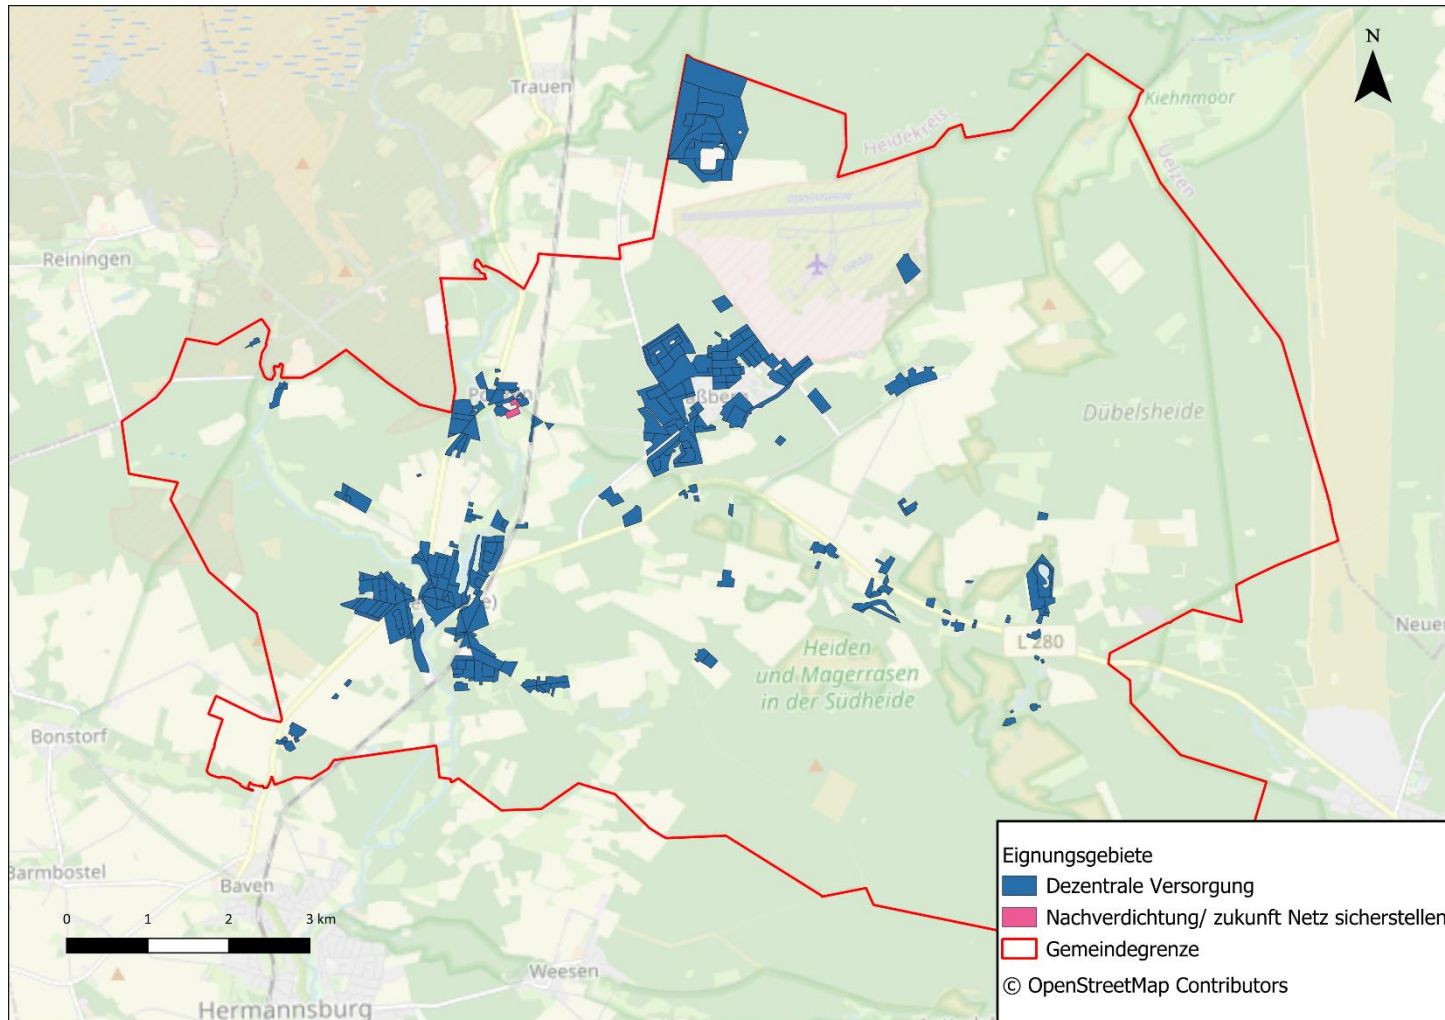 N
Trauen
Kiehnmoor
Heidekreis
Uelzen
Reiningen
Dübelsheide
L 280
Heiden
und Magerrasen
in der Südheide
Neuer
Bonstorf
Barmbostel
Baven
0 1 2 3 km
Weesen
Hermannsburg
Eignungsgebiete
Dezentrale Versorgung
Nachverdichtung/ zukunft Netz sicherstellen
Gemeindegrenze
© OpenStreetMap Contributors